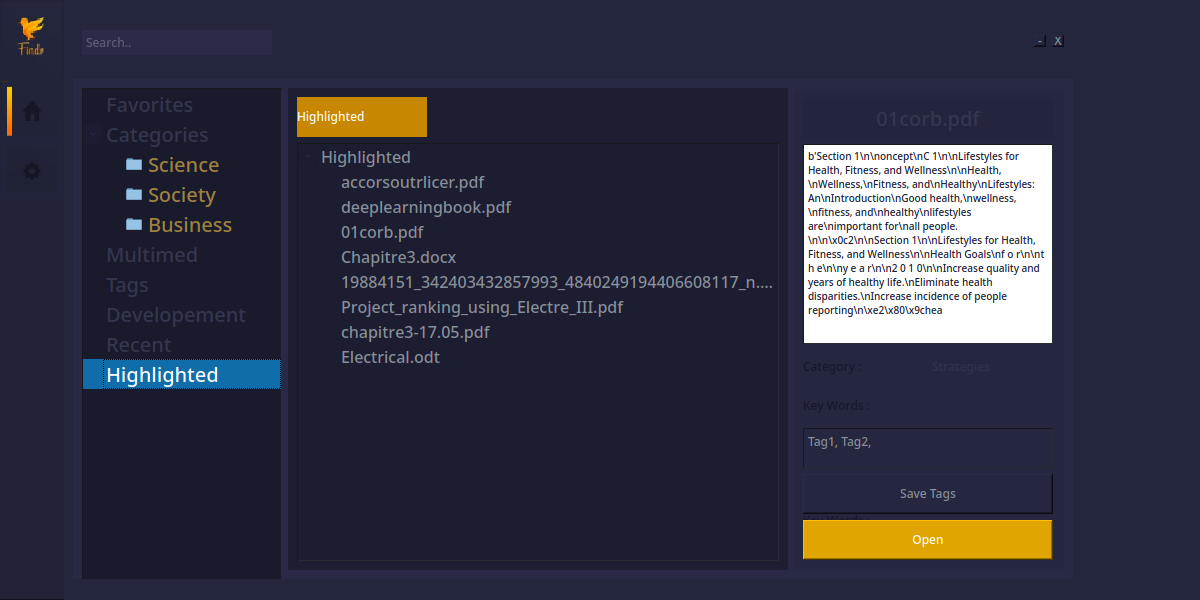 Findln
Search..
- X
Favorites
Categories
Science
Society
Business
Multimed
Tags
Developement
Recent
Highlighted
Highlighted
Highlighted
accorsoutrlicer.pdf
deeplearningbook.pdf
01corb.pdf
Chapitre3.docx
19884151_342403432857993_4840249194406608117_n....
Project_ranking_using_Electre_III.pdf
chapitre3-17.05.pdf
Electrical.odt
01corb.pdf
b'Section 1\n\noncept\nC 1\n\nLifestyles for
Health, Fitness, and Wellness\n\nHealth,
\nWellness,\nFitness, and\nHealthy\nLifestyles:
An\nIntroduction\nGood health,\nwellness,
\nfitness, and\nhealthy\nlifestyles
are\nimportant for\nall people.
\n\n\x0c2\n\nSection 1\n\nLifestyles for Health,
Fitness, and Wellness\n\nHealth Goals\nf o r\n\nt
h e\n\ny e a r\n\n2 0 1 0\n\nIncrease quality and
years of healthy life.\nEliminate health
disparities.\nIncrease incidence of people
reporting\n\xe2\x80\x9chea
Category : Strategies
Key Words :
Tag1, Tag2,
Save Tags
Open